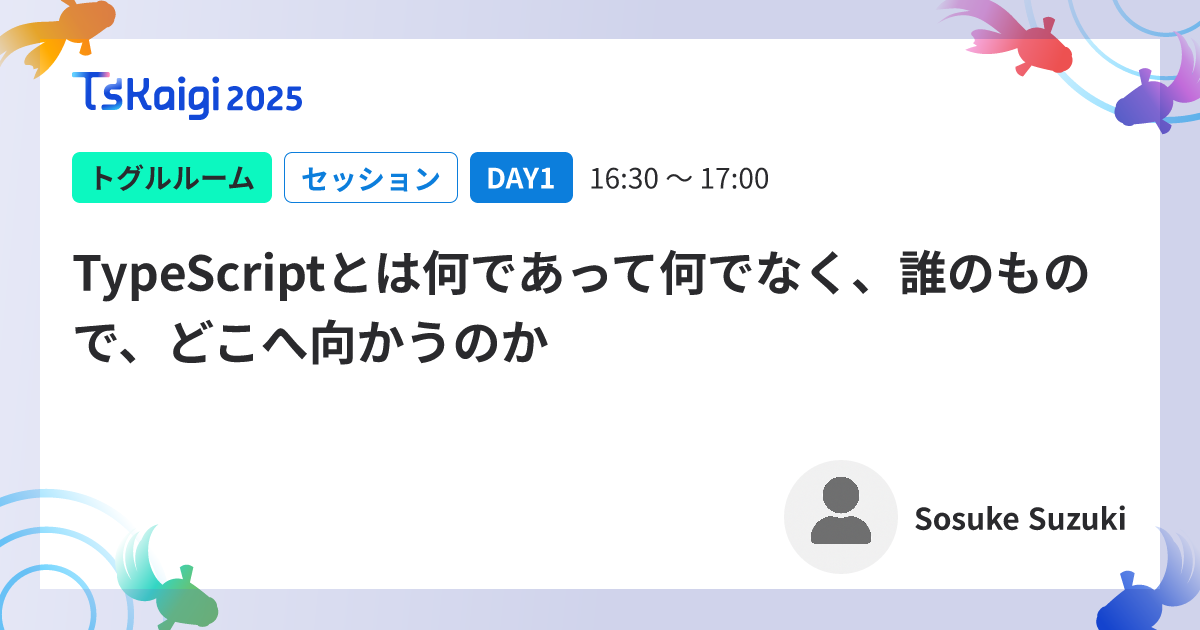 TsKaigi 2025
トグルルーム セッション DAY1 16:30 〜 17:00
TypeScriptとは何であって何でなく、誰のもの
で、どこへ向かうのか
Sosuke Suzuki